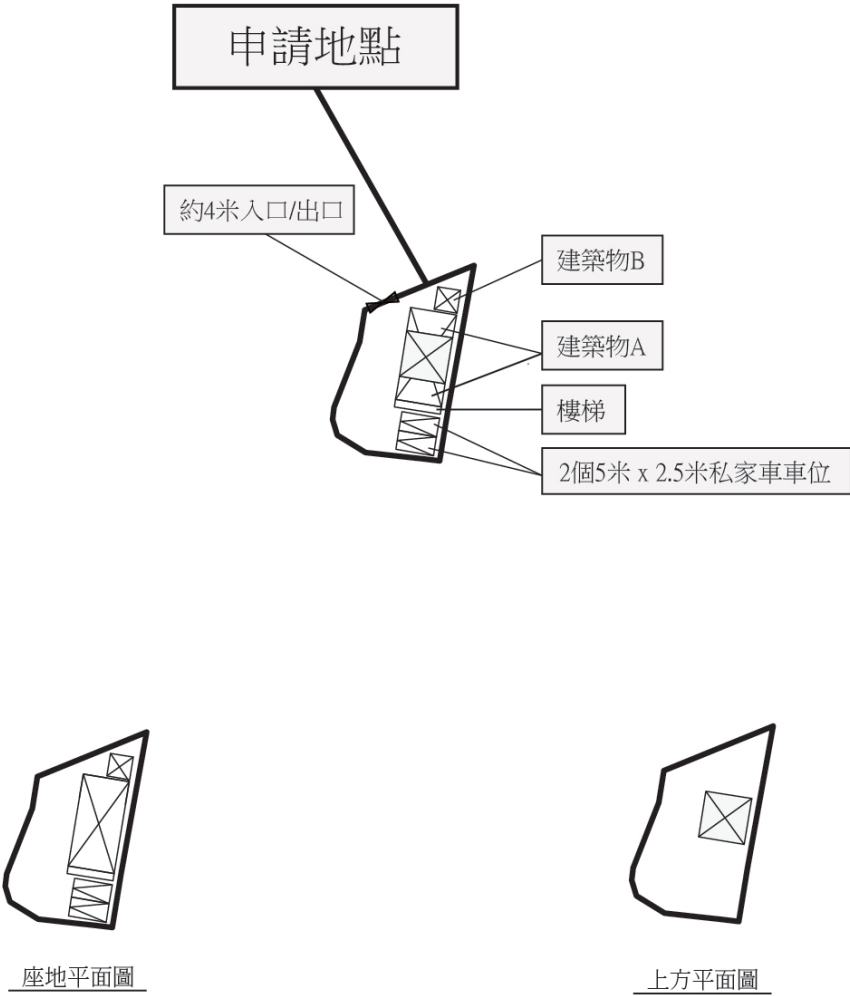 申請地點
約4米入口/出口
建築物B
建築物A
樓梯
2個5米 x 2.5米私家車車位
座地平面圖
上方平面圖